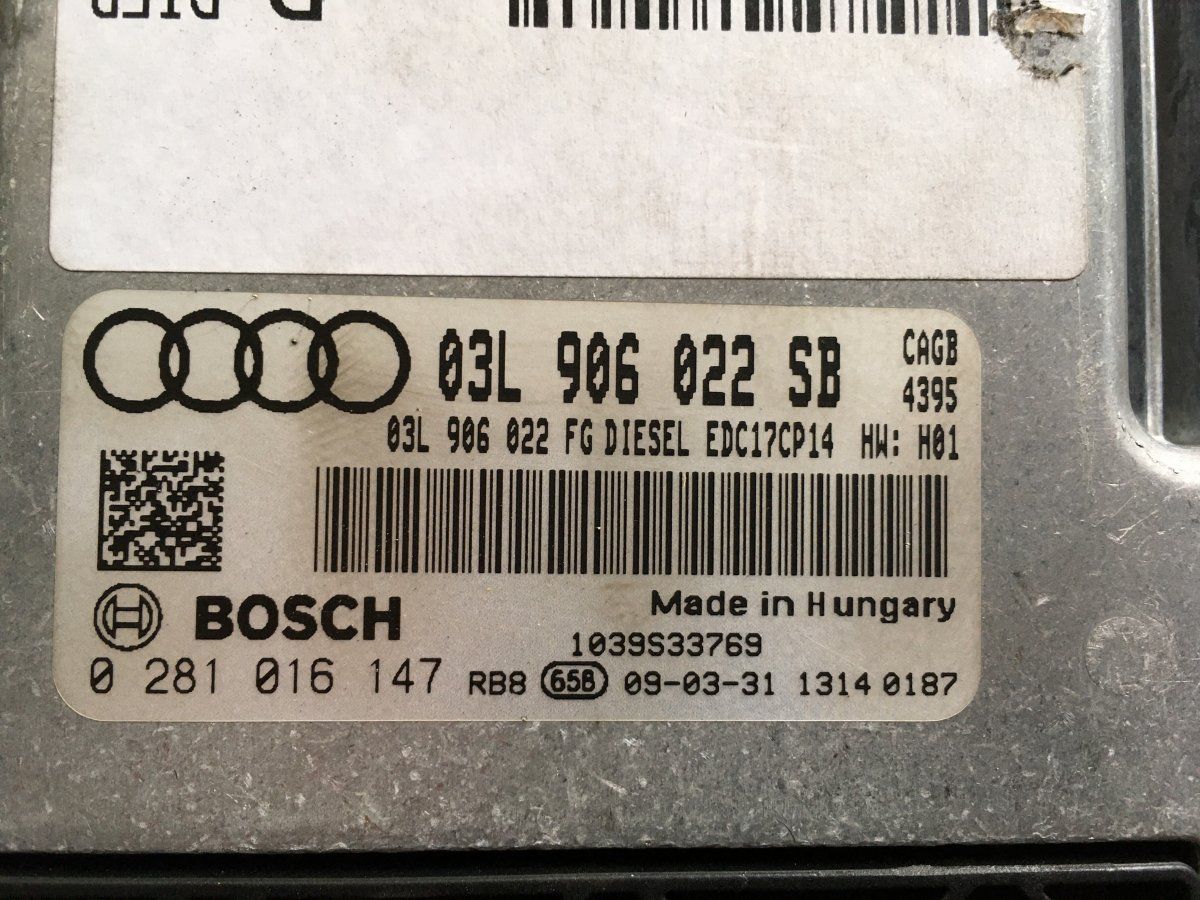 03L 906 022 SB
CAGB
4395
03L 906 022 FG DIESEL EDC17CP14 HW: H01
BOSCH
Made in Hungary
1039S33769
0 281 016 147 RB8 65B 09-03-31 1314 0187